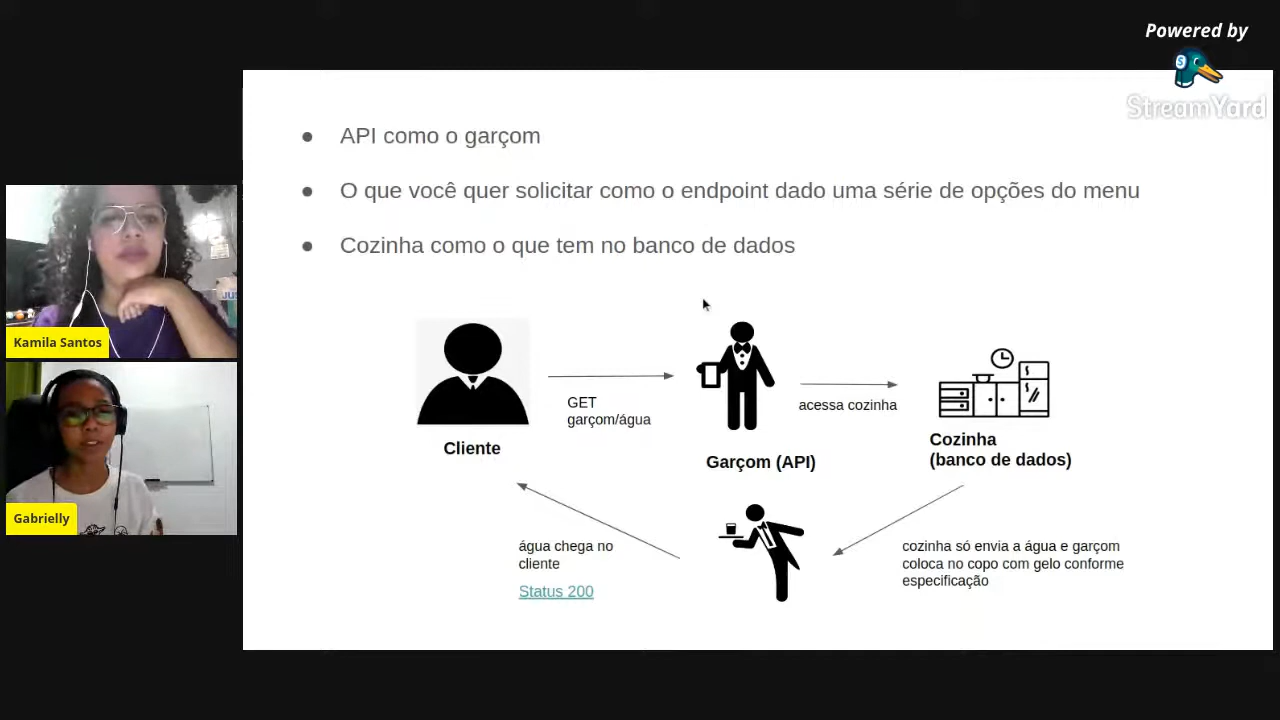 Powered by
StreamYard
API como o garçom
O que você quer solicitar como o endpoint dado uma série de opções do menu
Cozinha como o que tem no banco de dados
Kamila Santos
Gabrielly
GET
garçom/água
acessa cozinha
Cliente
Garçom (API)
Cozinha
(banco de dados)
água chega no
cliente
Status 200
cozinha só envia a água e garçom
coloca no copo com gelo conforme
especificação